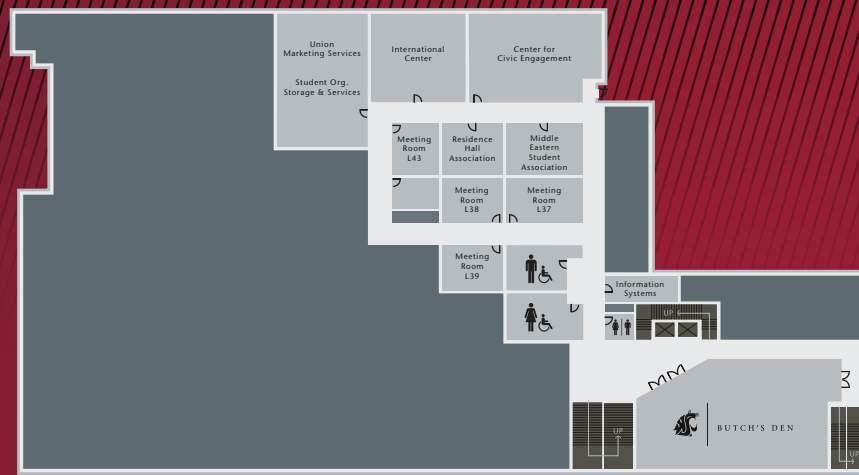 Union
Marketing Services
Student Org.
Storage & Services
International
Center
Center for
Civic Engagement
Meeting
Room
L43
Residence
Hall
Association
Middle
Eastern
Student
Association
Meeting
Room
L38
Meeting
Room
L37
Meeting
Room
L39
Information
Systems
UP
UP
BUTCH'S DEN
UP